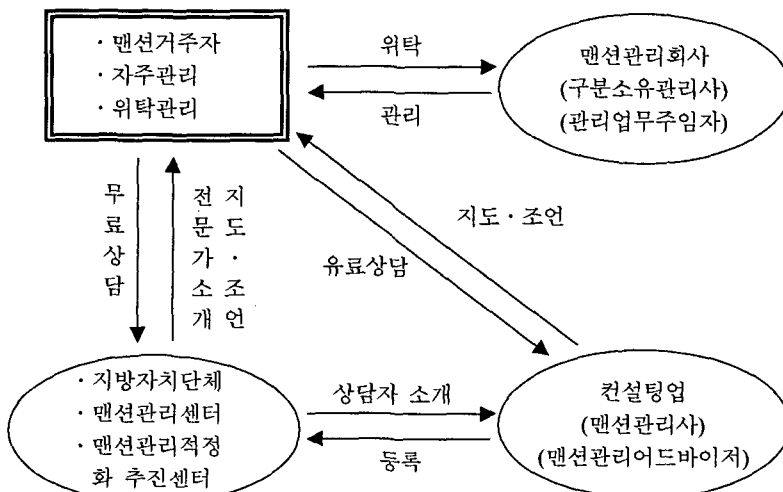 · 맨션거주자
· 자주관리
· 위탁관리
위탁
관리
맨션관리회사
(구분소유관리사)
(관리업무주임자)
무료상담
전문가소개
지도·조언
유료상담
지도·조언
· 지방자치단체
· 맨션관리센터
· 맨션관리적정
화 추진센터
상담자 소개
등록
컨설팅업
(맨션관리사)
(맨션관리어드바이저)